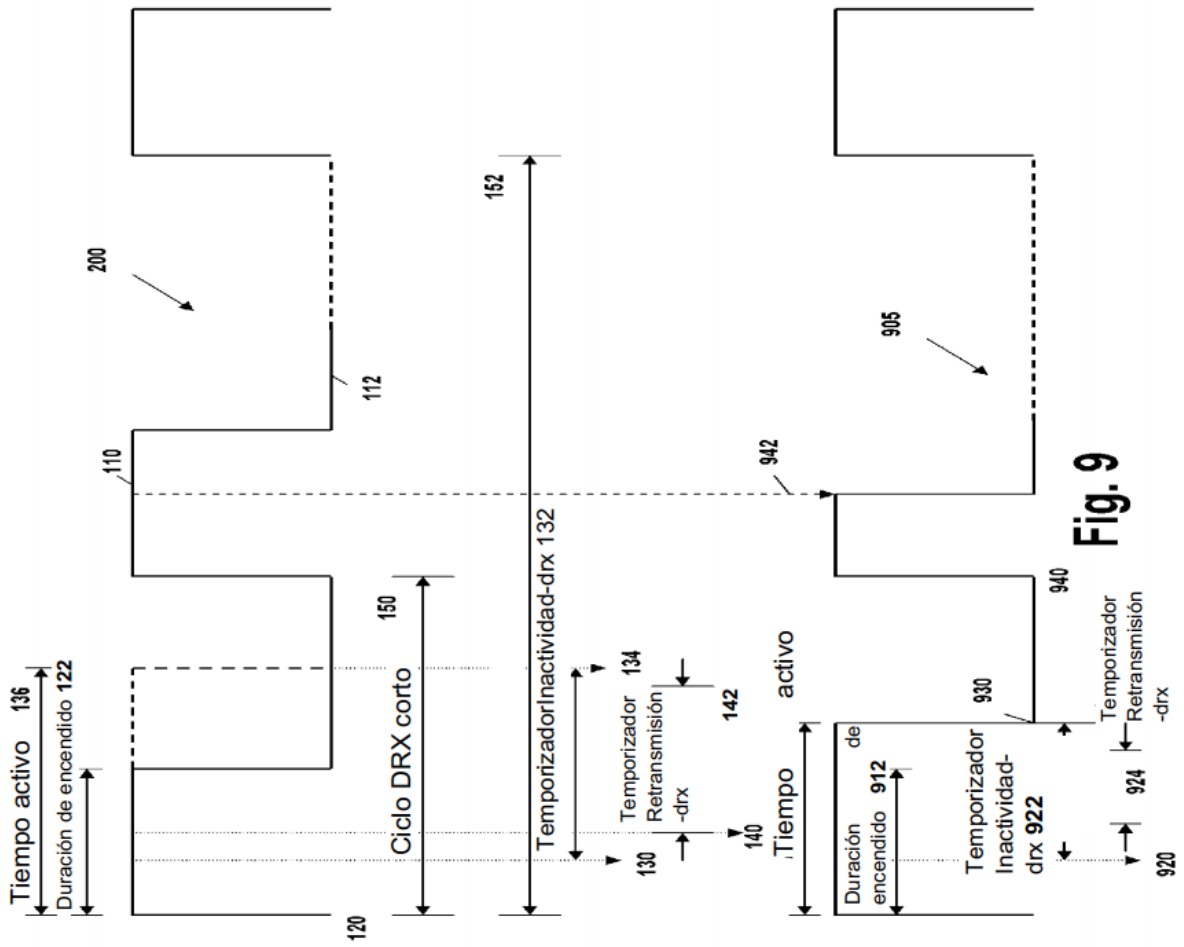 Tiempo activo 136
Duración de encendido 122
120
110
200
112
Ciclo DRX corto
150
152
TemporizadorInactividad-drx 132
130
134
Temporizador
Retransmisión
-drx
142
140
Tiempo activo
Duración de
encendido 912
Temporizador
Inactividad-
drx 922
920
924
930
Temporizador
Retransmisión
-drx
940
942
905
Fig. 9